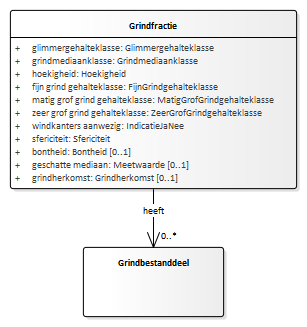 Grindfractie
+ glimmergehalteklasse: Glimmergehalteklasse
+ grindmediaanklasse: Grindmediaanklasse
+ hoekigheid: Hoekigheid
+ fijn grind gehalteklasse: FijnGrindgehalteklasse
+ matig grof grind gehalteklasse: MatigGrofGrindgehalteklasse
+ zeer grof grind gehalteklasse: ZeerGrofGrindgehalteklasse
+ windkanters aanwezig: IndicatieJaNee
+ sfericiteit: Sfericiteit
+ bontheid: Bontheid [0..1]
+ geschatte mediaan: Meetwaarde [0..1]
+ grindherkomst: Grindherkomst [0..1]
heeft
0..*
Grindbestanddeel